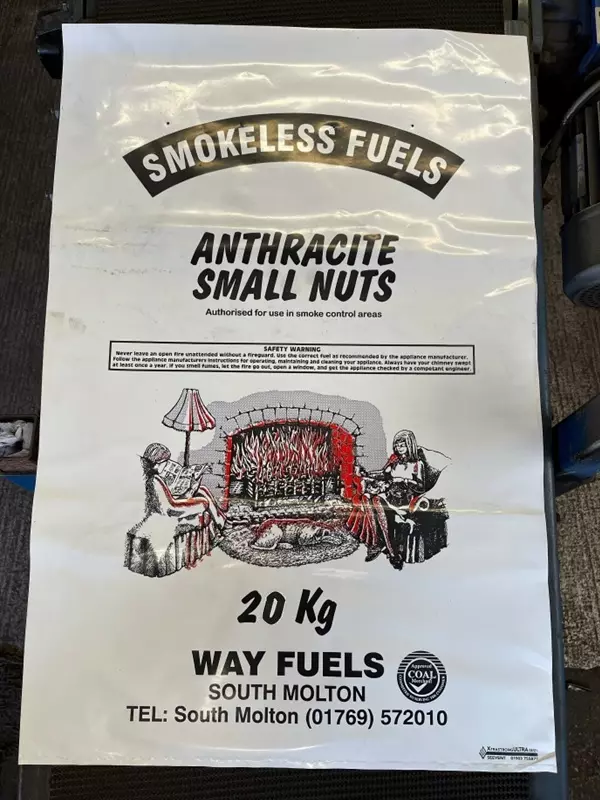 SMOKELESS FUELS
ANTHRACITE
SMALL NUTS
Authorised for use in smoke control areas
SAFETY WARNING
Never leave an open fire unattended without a fireguard. Use the correct fuel as recommended by the appliance manufacturer.
Follow the appliance manufacturers instructions for operating, maintaining and cleaning your appliance. Always have your chimney swept
at least once a year. If you smell fumes, let the fire go out, open a window, and get the appliance checked by a competant engineer.
20 Kg
WAY FUELS
Approved
COAL
Merchant
SOUTH MOLTON
TEL: South Molton (01769) 572010